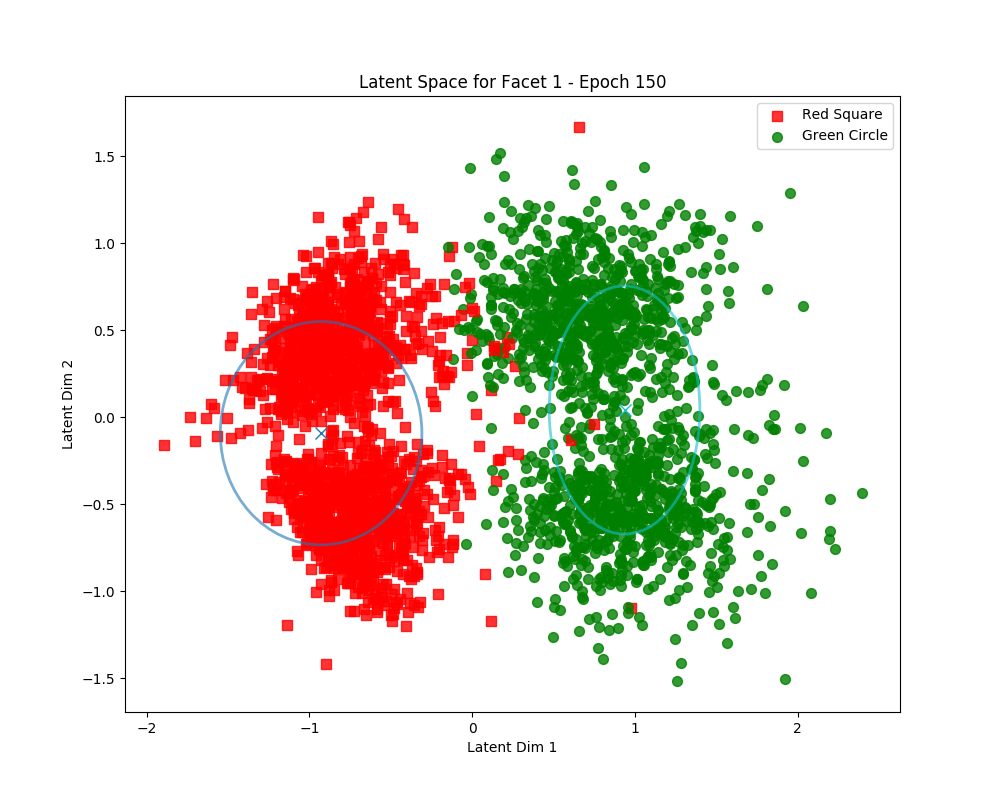 Latent Space for Facet 1 - Epoch 150
Red Square
Green Circle
1.5
1.0
0.5
0.0
−0.5
−1.0
−1.5
Latent Dim 2
−2
−1
0
1
2
Latent Dim 1